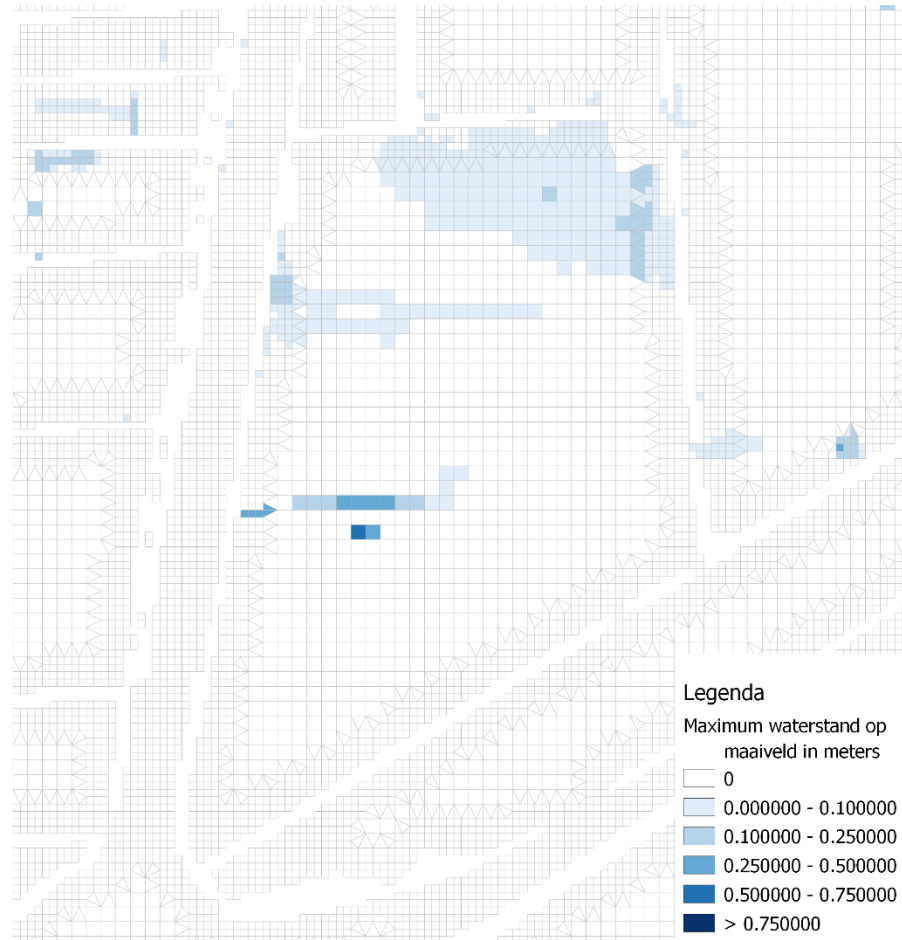 Legenda
Maximum waterstand op
maaiveld in meters
0
0.000000 - 0.100000
0.100000 - 0.250000
0.250000 - 0.500000
0.500000 - 0.750000
> 0.750000